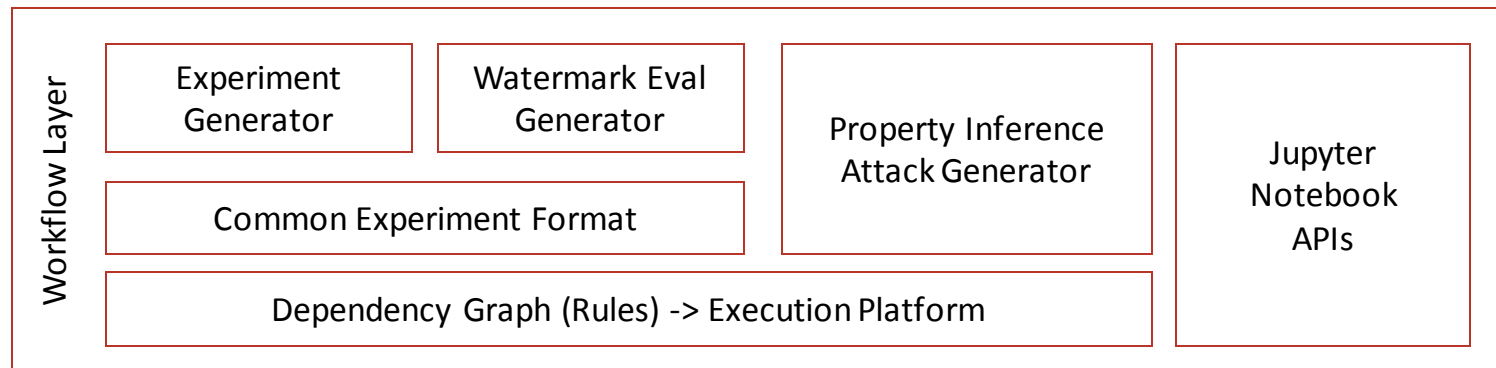 Workflow Layer
Experiment
Generator
Watermark Eval
Generator
Property Inference
Attack Generator
Jupyter
Notebook
APIs
Common Experiment Format
Dependency Graph (Rules) -> Execution Platform